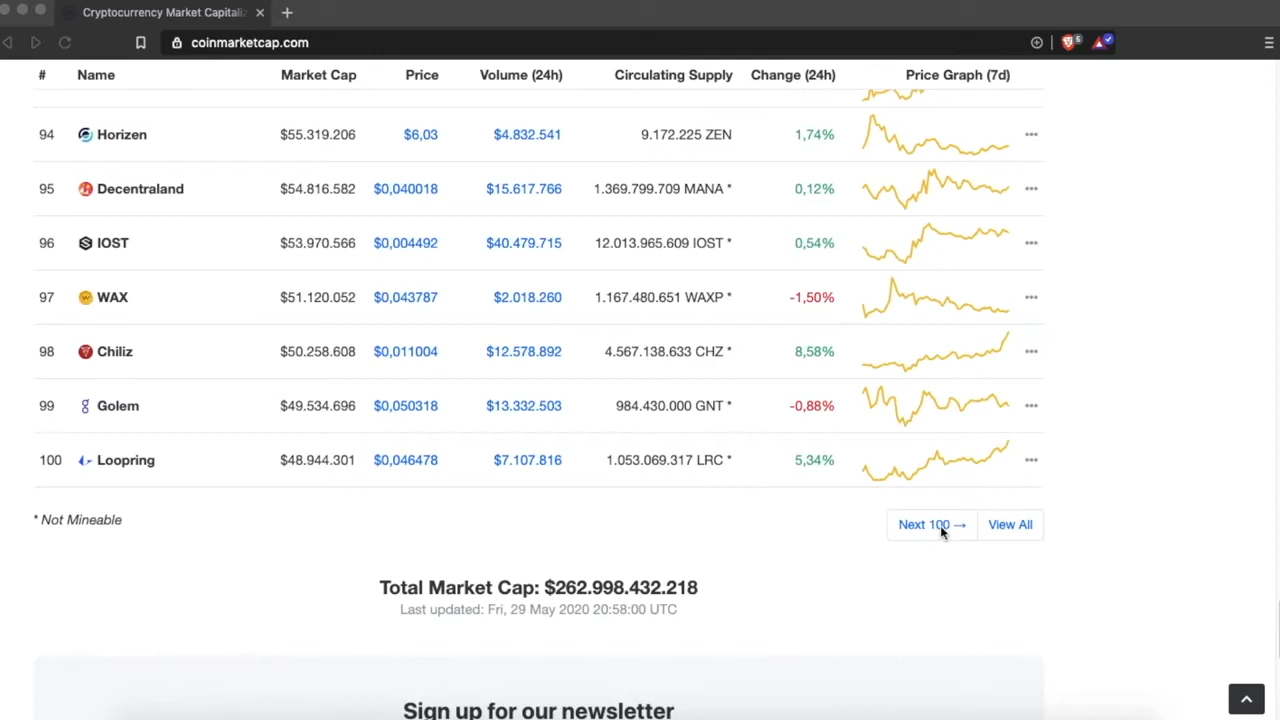 Cryptocurrency Market Capitaliz
coinmarketcap.com
5
# Name Market Cap Price Volume (24h) Circulating Supply Change (24h) Price Graph (7d)
94 Horizen $55.319.206 $6,03 $4.832.541 9.172.225 ZEN 1,74%
95 Decentraland $54.816.582 $0,040018 $15.617.766 1.369.799.709 MANA * 0,12%
96 IOST $53.970.566 $0,004492 $40.479.715 12.013.965.609 IOST * 0,54%
97 WAX $51.120.052 $0,043787 $2.018.260 1.167.480.651 WAXP * -1,50%
98 Chiliz $50.258.608 $0,011004 $12.578.892 4.567.138.633 CHZ * 8,58%
99 Golem $49.534.696 $0,050318 $13.332.503 984.430.000 GNT * -0,88%
100 Loopring $48.944.301 $0,046478 $7.107.816 1.053.069.317 LRC * 5,34%
* Not Mineable
Next 100 → View All
Total Market Cap: $262.998.432.218
Last updated: Fri, 29 May 2020 20:58:00 UTC
Sign up for our newsletter